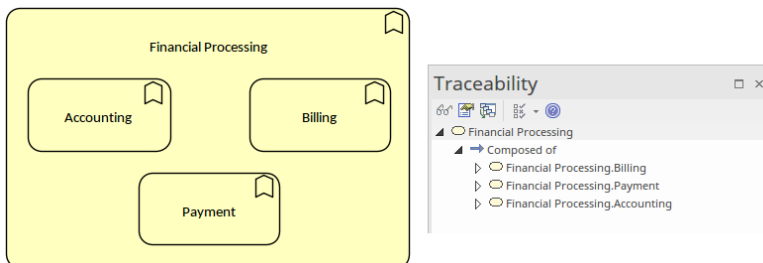 Financial Processing
Accounting
Billing
Payment
Traceability
Financial Processing
Composed of
Financial Processing.Billing
Financial Processing.Payment
Financial Processing.Accounting